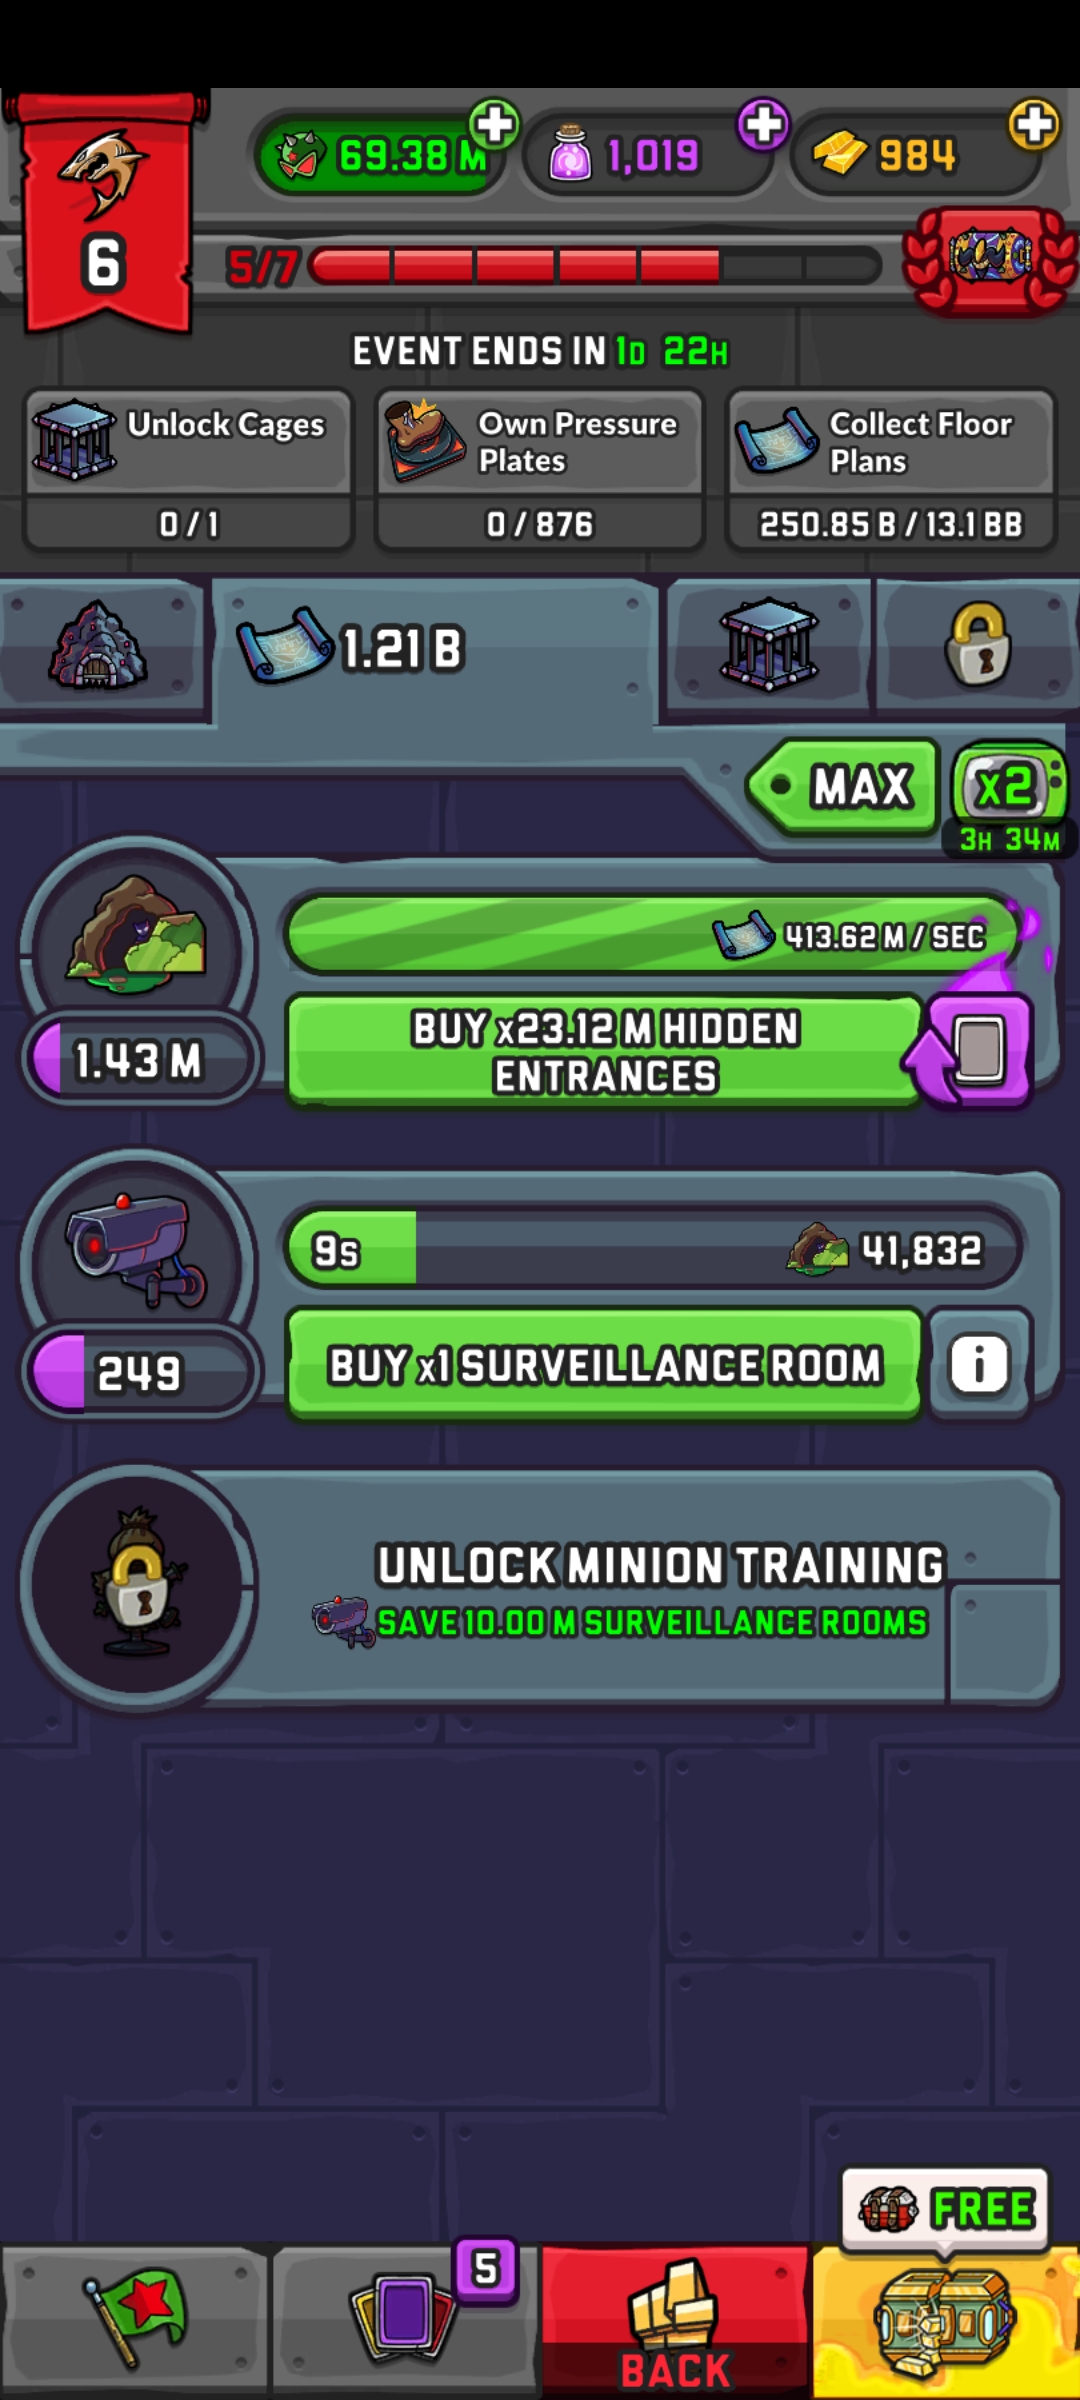 69.38 M
1,019
984
6
5/7
EVENT ENDS IN 1D 22H
Unlock Cages
0 / 1
Own Pressure
Plates
0 / 876
Collect Floor
Plans
250.85 B / 13.1 BB
1.21 B
MAX
x2
3H 34M
413.62 M / SEC
1.43 M
BUY x23.12 M HIDDEN
ENTRANCES
9S
41,832
249
BUY x1 SURVEILLANCE ROOM
i
UNLOCK MINION TRAINING
SAVE 10.00 M SURVEILLANCE ROOMS
FREE
5
BACK